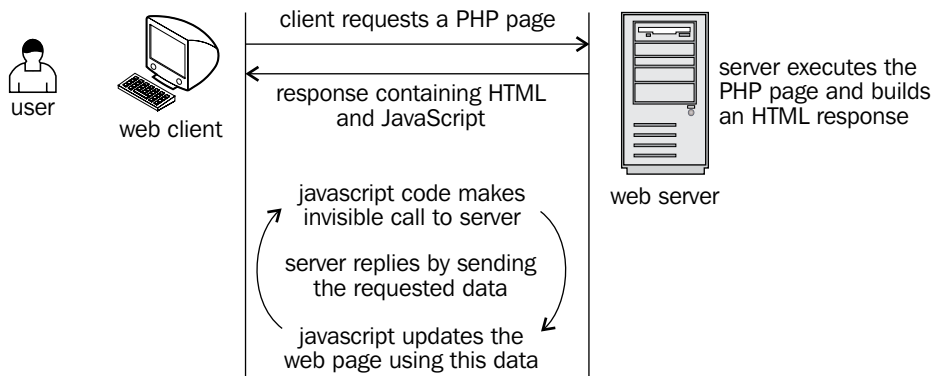 client requests a PHP page
user
web client
response containing HTML
and JavaScript
server executes the
PHP page and builds
an HTML response
web server
javascript code makes
invisible call to server
server replies by sending
the requested data
javascript updates the
web page using this data